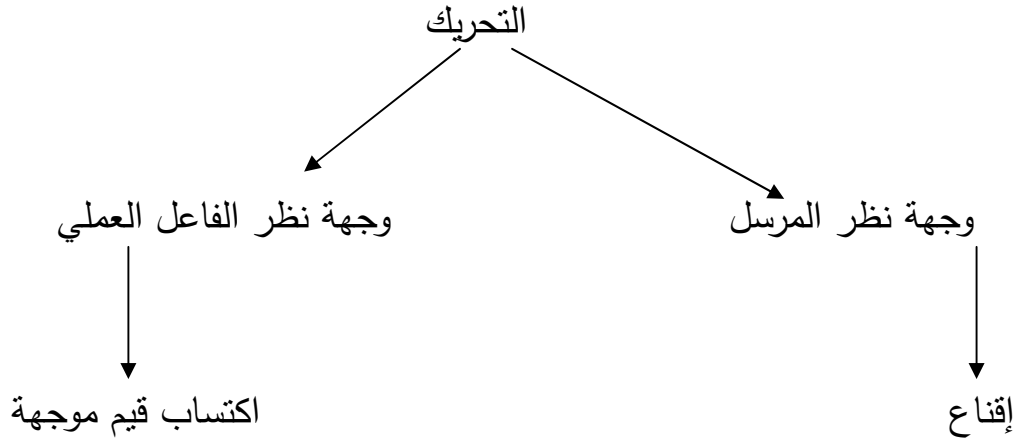 التحريك
وجهة نظر المرسل
وجهة نظر الفاعل العملي
إقناع
اكتساب قيم موجهة